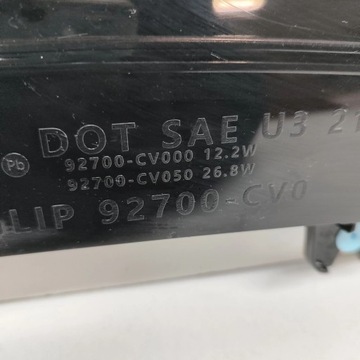 DOT SAE U3 21
Pb
92700-CV000 12.2W
92700-CV050 26.8W
LIP 92700-CV0